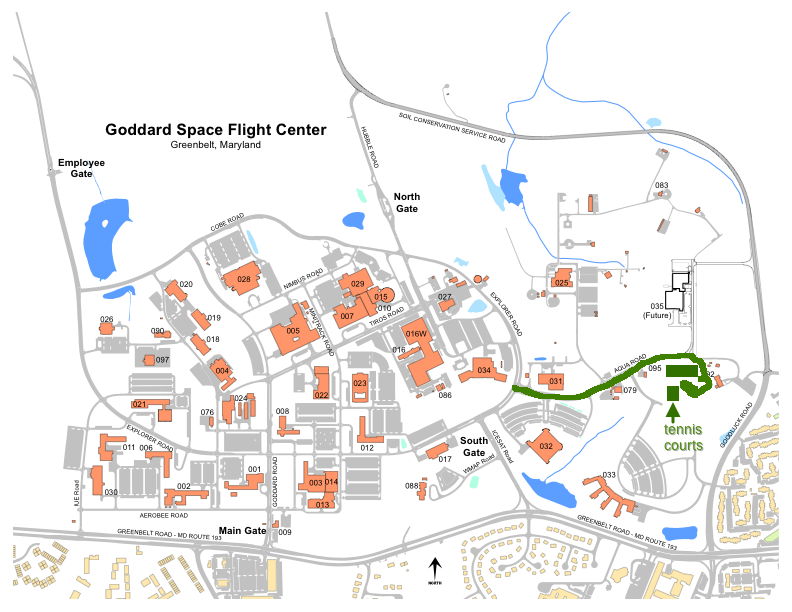 Goddard Space Flight Center
Greenbelt, Maryland
Employee
Gate
HUBBLE ROAD
SOIL CONSERVATION SERVICE ROAD
North
Gate
083
COBE ROAD
028
NIMBUS ROAD
029
015
010
007
027
EXPLORER ROAD
025
035
(Future)
020
019
018
026
090
097
005
MINITRACK ROAD
TIROS ROAD
016W
016
004
034
086
031
AQUA ROAD
095
092
079
tennis
courts
GOODLUCK ROAD
022
023
021
024
076
008
012
EXPLORER ROAD
011
006
030
002
001
GODDARD ROAD
003
014
013
017
South
Gate
ICESAT Road
WMAP Road
032
033
088
IUE Road
AEROBEE ROAD
Main Gate
009
GREENBELT ROAD - MD ROUTE 193
GREENBELT ROAD - MD ROUTE 193
NORTH